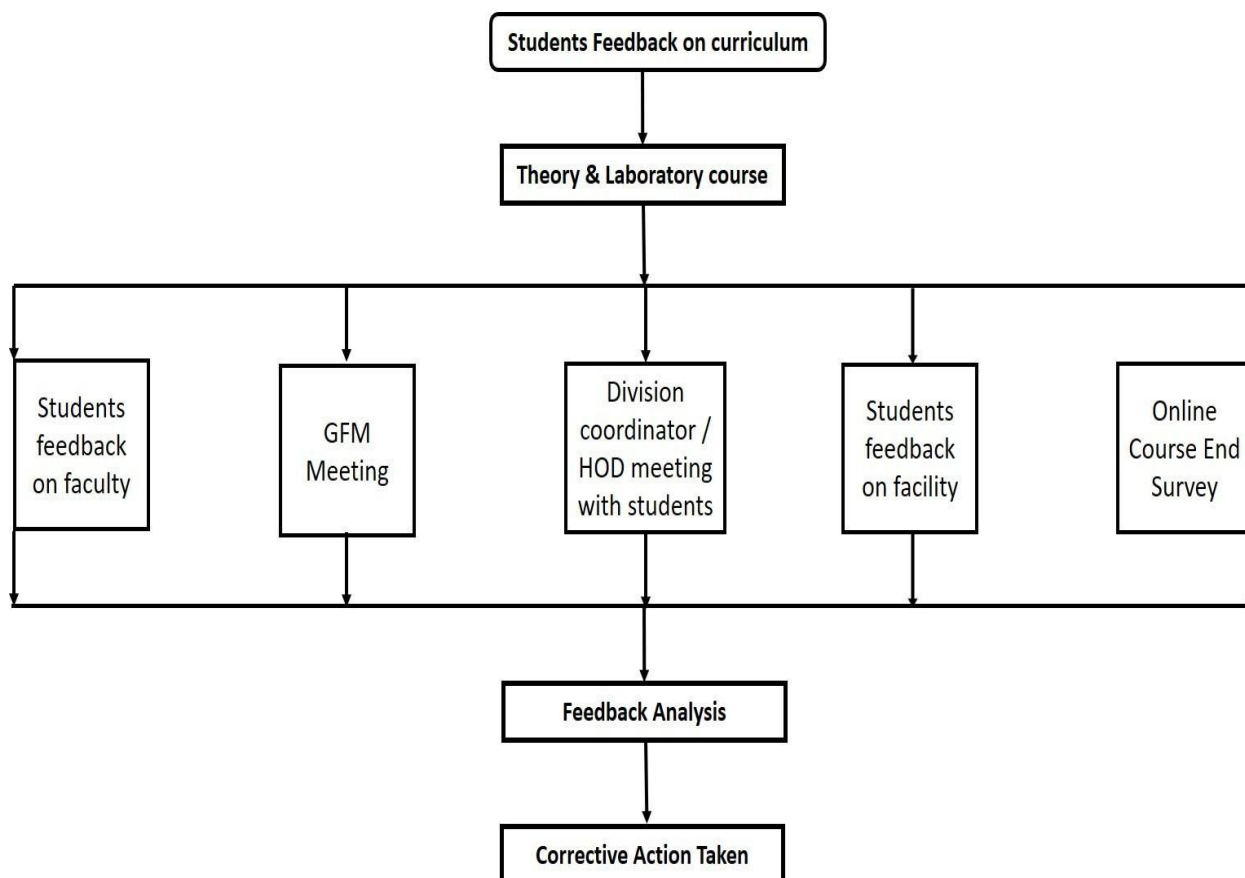 Students Feedback on curriculum
Theory & Laboratory course
Students
feedback
on faculty
GFM
Meeting
Division
coordinator /
HOD meeting
with students
Students
feedback
on facility
Online
Course End
Survey
Feedback Analysis
Corrective Action Taken